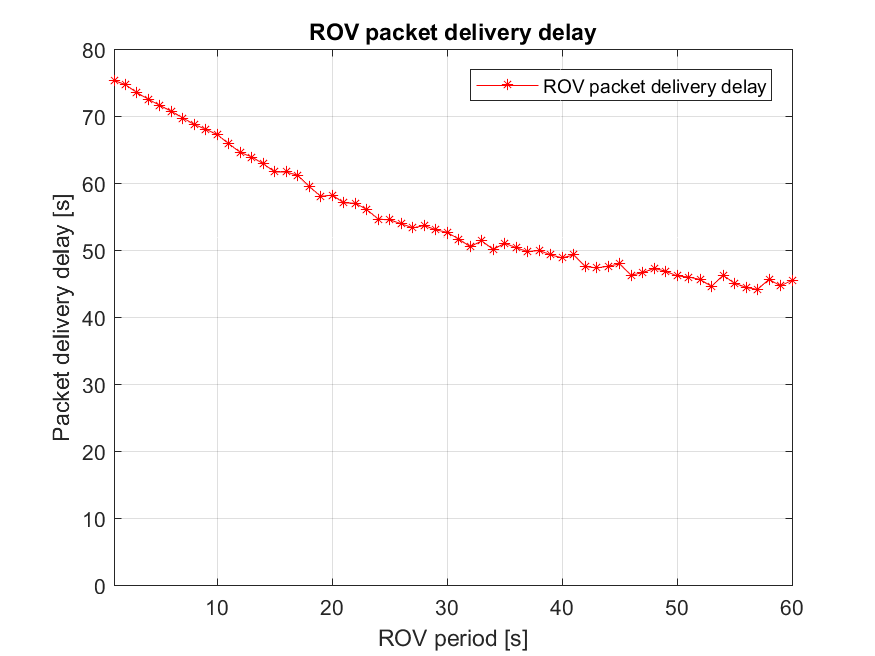 ROV packet delivery delay
ROV packet delivery delay
80
70
60
50
40
30
20
10
0
Packet delivery delay [s]
10 20 30 40 50 60
ROV period [s]